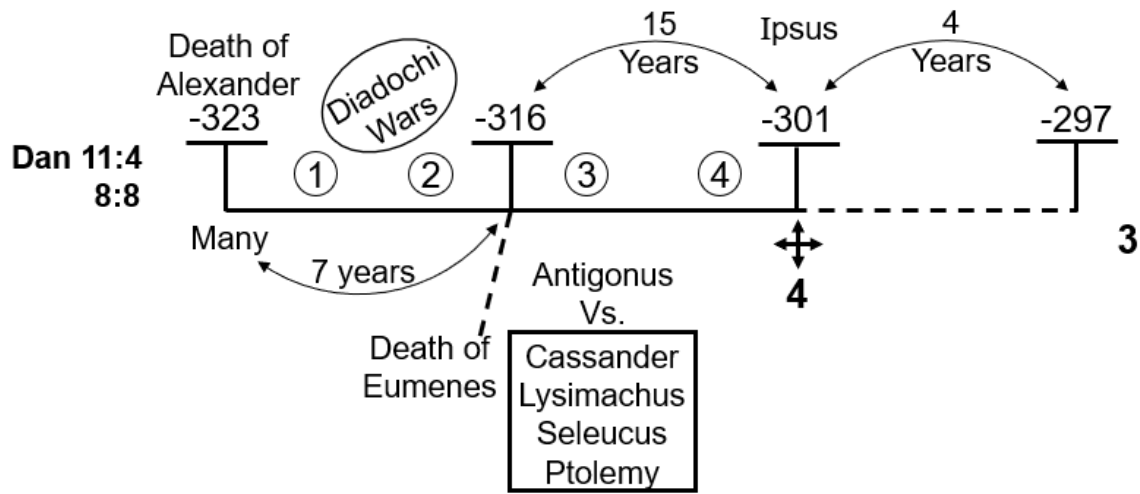 Death of
Alexander
-323
Diadochi
Wars
-316
15
Years
Ipsus
-301
4
Years
-297
Dan 11:4
8:8
1
2
3
4
Many
7 years
3
4
Death of
Eumenes
Antigonus
Vs.
Cassander
Lysimachus
Seleucus
Ptolemy